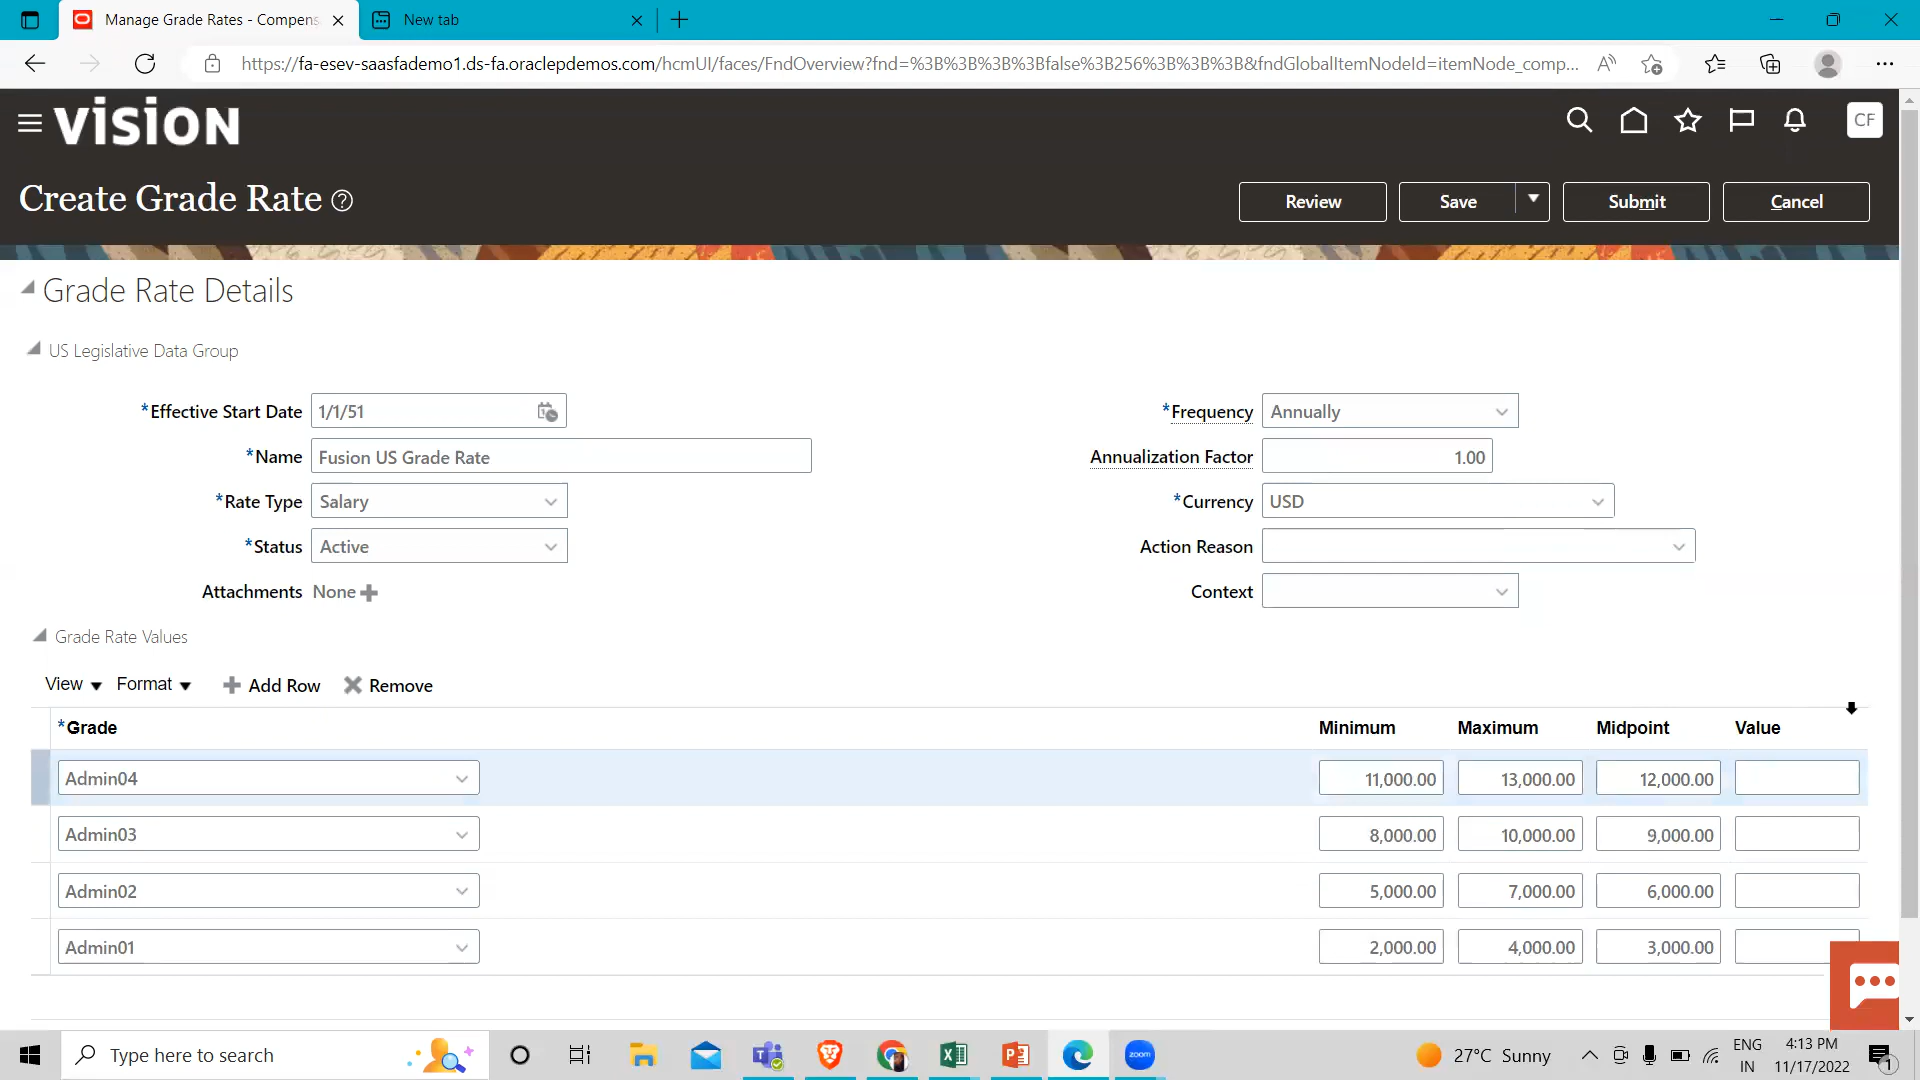 Manage Grade Rates - Compens
New tab
https://fa-esev-saasfademo1.ds-fa.oraclepdemos.com/hcmUI/faces/FndOverview?fnd=%3B%3B%3B%3Bfalse%3B256%3B%3B%3B&fndGlobalItemNodeId=itemNode_comp...
vision
CF
Create Grade Rate
Review
Save
Submit
Cancel
Grade Rate Details
US Legislative Data Group
*Effective Start Date 1/1/51
*Frequency Annually
*Name Fusion US Grade Rate
Annualization Factor 1.00
*Rate Type Salary
*Currency USD
*Status Active
Action Reason
Attachments None
Context
Grade Rate Values
View Format Add Row Remove
*Grade Minimum Maximum Midpoint Value
Admin04 11,000.00 13,000.00 12,000.00
Admin03 8,000.00 10,000.00 9,000.00
Admin02 5,000.00 7,000.00 6,000.00
Admin01 2,000.00 4,000.00 3,000.00
Type here to search
zoom
27°C Sunny
ENG
IN
4:13 PM
11/17/2022
1